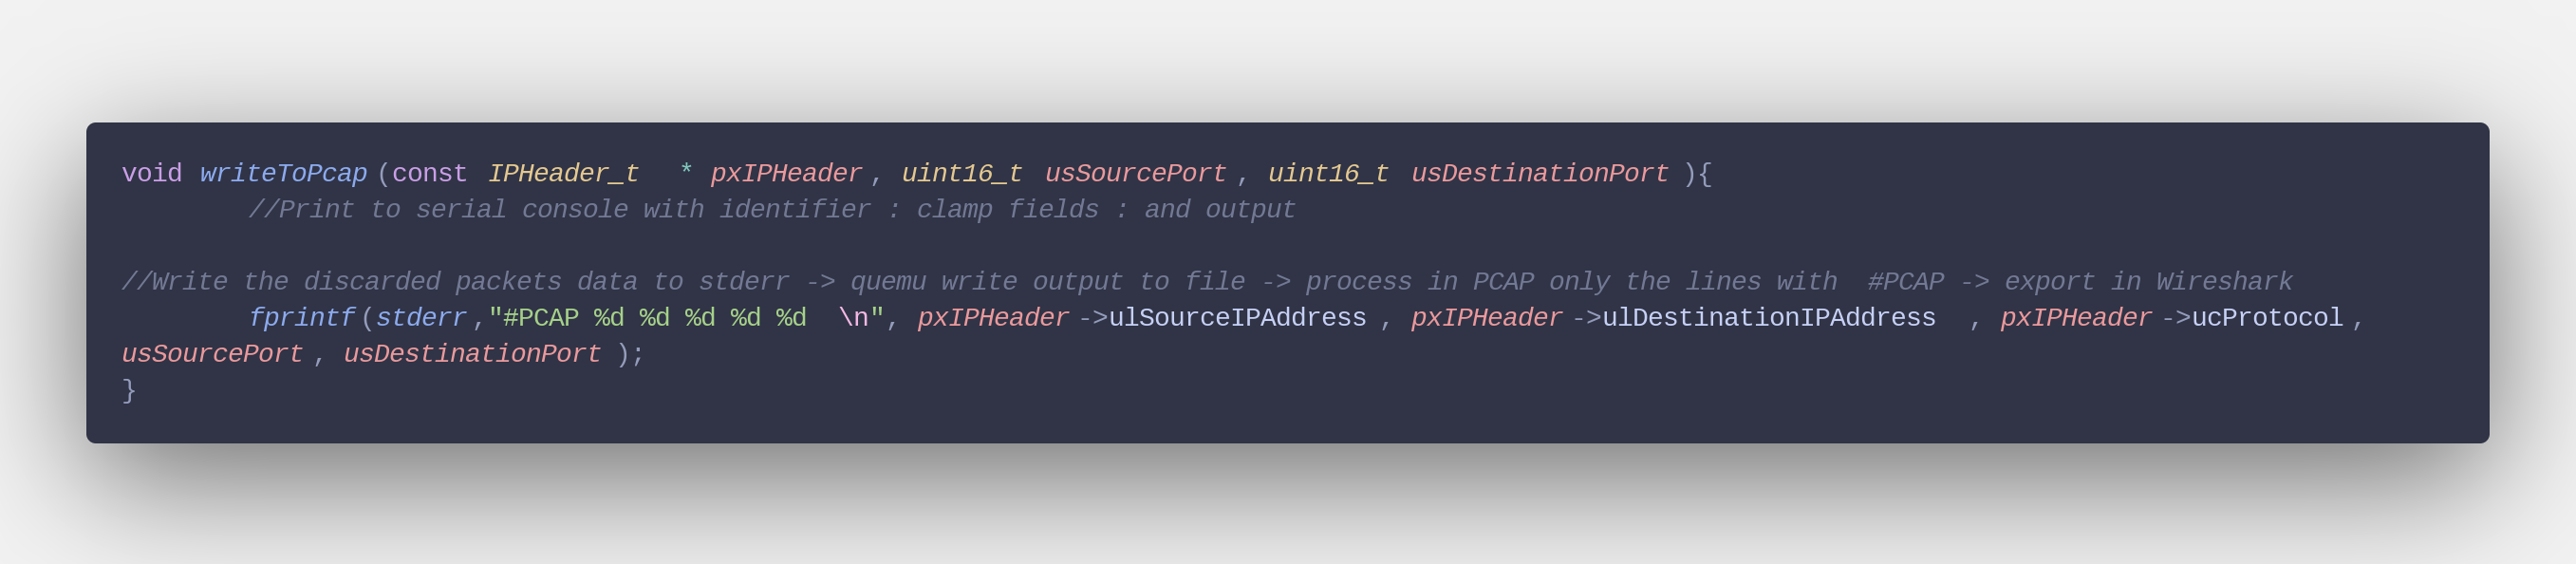 void writeToPcap(const IPHeader_t * pxIPHeader, uint16_t usSourcePort, uint16_t usDestinationPort){
//Print to serial console with identifier : clamp fields : and output
//Write the discarded packets data to stderr -> quemu write output to file -> process in PCAP only the lines with  #PCAP -> export in Wireshark
fprintf(stderr,"#PCAP %d %d %d %d %d  \n", pxIPHeader->ulSourceIPAddress, pxIPHeader->ulDestinationIPAddress , pxIPHeader->ucProtocol,
usSourcePort, usDestinationPort);
}